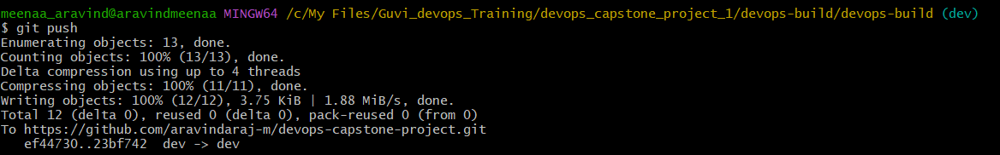 meenaa_aravind@aravindmeenaa MINGW64 /c/My Files/Guvi_devops_Training/devops_capstone_project_1/devops-build/devops-build (dev)
$ git push
Enumerating objects: 13, done.
Counting objects: 100% (13/13), done.
Delta compression using up to 4 threads
Compressing objects: 100% (11/11), done.
Writing objects: 100% (12/12), 3.75 KiB | 1.88 MiB/s, done.
Total 12 (delta 0), reused 0 (delta 0), pack-reused 0 (from 0)
To https://github.com/aravindaraj-m/devops-capstone-project.git
   ef44730..23bf742  dev -> dev